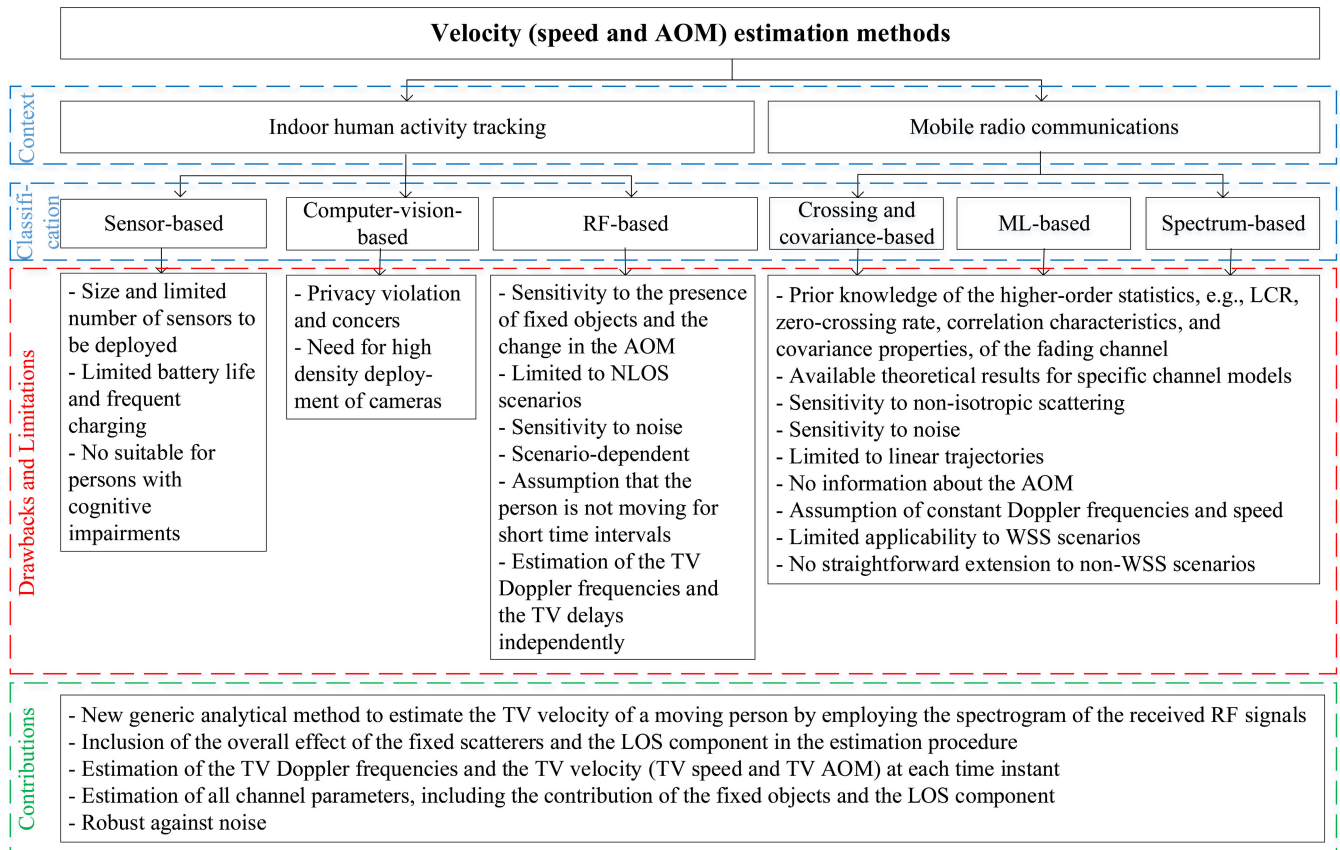 Velocity (speed and AOM) estimation methods
Context
Indoor human activity tracking
Mobile radio communications
Classifi-
cation
Sensor-based
Computer-vision-
based
RF-based
Crossing and
covariance-based
ML-based
Spectrum-based
Drawbacks and Limitations
- Size and limited
number of sensors to
be deployed
- Limited battery life
and frequent
charging
- No suitable for
persons with
cognitive
impairments
- Privacy violation
and concers
- Need for high
density deploy-
ment of cameras
- Sensitivity to the presence
of fixed objects and the
change in the AOM
- Limited to NLOS
scenarios
- Sensitivity to noise
- Scenario-dependent
- Assumption that the
person is not moving for
short time intervals
- Estimation of the TV
Doppler frequencies and
the TV delays
independently
- Prior knowledge of the higher-order statistics, e.g., LCR,
zero-crossing rate, correlation characteristics, and
covariance properties, of the fading channel
- Available theoretical results for specific channel models
- Sensitivity to non-isotropic scattering
- Sensitivity to noise
- Limited to linear trajectories
- No information about the AOM
- Assumption of constant Doppler frequencies and speed
- Limited applicability to WSS scenarios
- No straightforward extension to non-WSS scenarios
Contributions
- New generic analytical method to estimate the TV velocity of a moving person by employing the spectrogram of the received RF signals
- Inclusion of the overall effect of the fixed scatterers and the LOS component in the estimation procedure
- Estimation of the TV Doppler frequencies and the TV velocity (TV speed and TV AOM) at each time instant
- Estimation of all channel parameters, including the contribution of the fixed objects and the LOS component
- Robust against noise